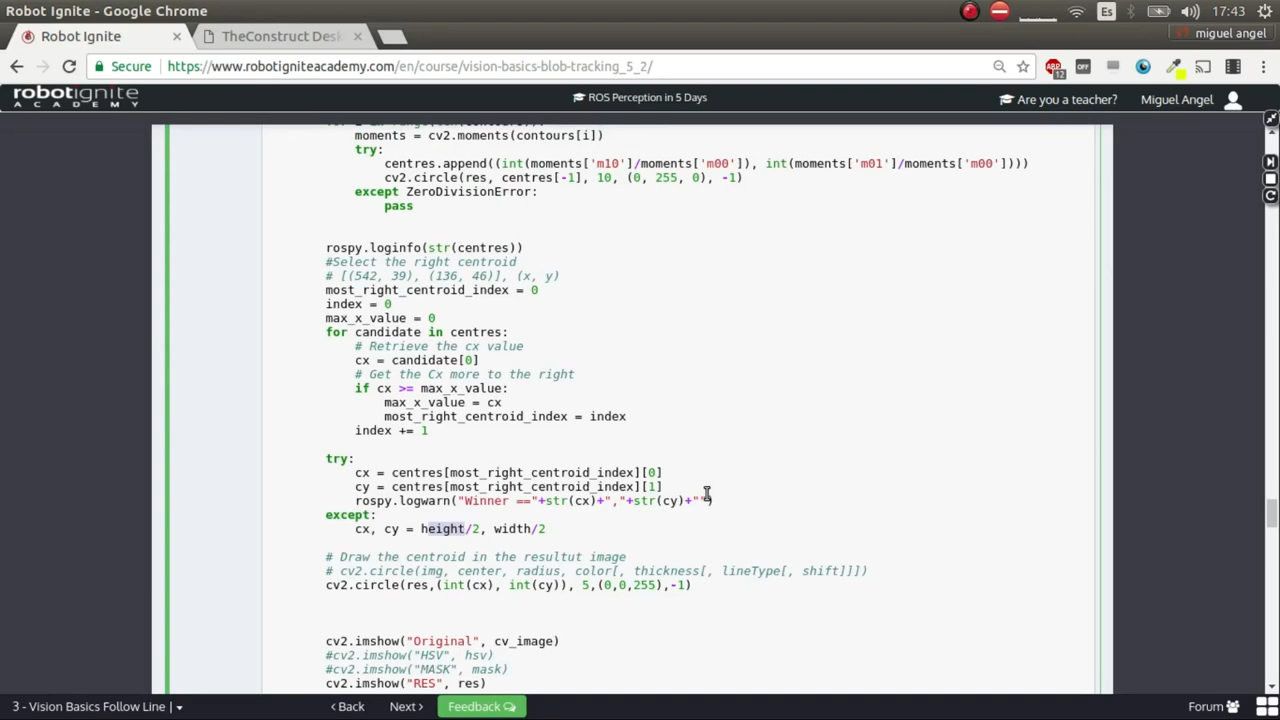 Robot Ignite - Google Chrome
Es
17:43
Robot Ignite
TheConstruct Desk
miguel angel
Secure
https://www.robotigniteacademy.com/en/course/vision-basics-blob-tracking_5_2/
12
OFF
robotignite
ACADEMY
ROS Perception in 5 Days
Are you a teacher?
Miguel Angel
moments = cv2.moments(contours[i])
try:
centres.append((int(moments['m10']/moments['m00']), int(moments['m01']/moments['m00'])))
cv2.circle(res, centres[-1], 10, (0, 255, 0), -1)
except ZeroDivisionError:
pass
rospy.loginfo(str(centres))
#Select the right centroid
# [(542, 39), (136, 46)], (x, y)
most_right_centroid_index = 0
index = 0
max_x_value = 0
for candidate in centres:
# Retrieve the cx value
cx = candidate[0]
# Get the Cx more to the right
if cx >= max_x_value:
max_x_value = cx
most_right_centroid_index = index
index += 1
try:
cx = centres[most_right_centroid_index][0]
cy = centres[most_right_centroid_index][1]
rospy.logwarn("Winner =="+str(cx)+","+str(cy)+"")
except:
cx, cy = height/2, width/2
# Draw the centroid in the resultut image
# cv2.circle(img, center, radius, color[, thickness[, lineType[, shift]]])
cv2.circle(res,(int(cx), int(cy)), 5,(0,0,255),-1)
cv2.imshow("Original", cv_image)
#cv2.imshow("HSV", hsv)
#cv2.imshow("MASK", mask)
cv2.imshow("RES", res)
3 - Vision Basics Follow Line
Back
Next
Feedback
Forum